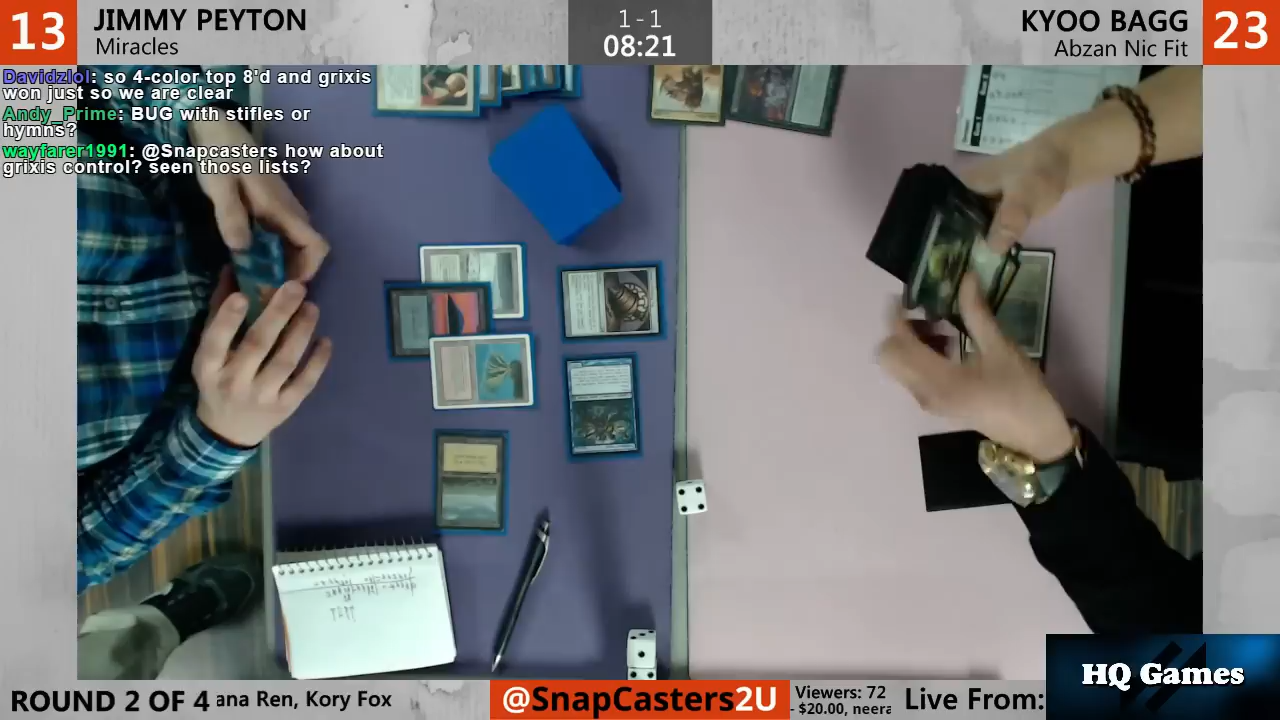 13
JIMMY PEYTON
Miracles
1-1
08:21
KYOO BAGG
Abzan Nic Fit
23
Davidzlol: so 4-color top 8'd and grixis
won just so we are clear
Andy_Prime: BUG with stifles or
hymns?
wayfarer1991: @Snapcasters how about
grixis control? seen those lists?
ROUND 2 OF 4
ana Ren, Kory Fox
@SnapCasters2U
Viewers: 72
- $20.00, neera
Live From:
HQ Games